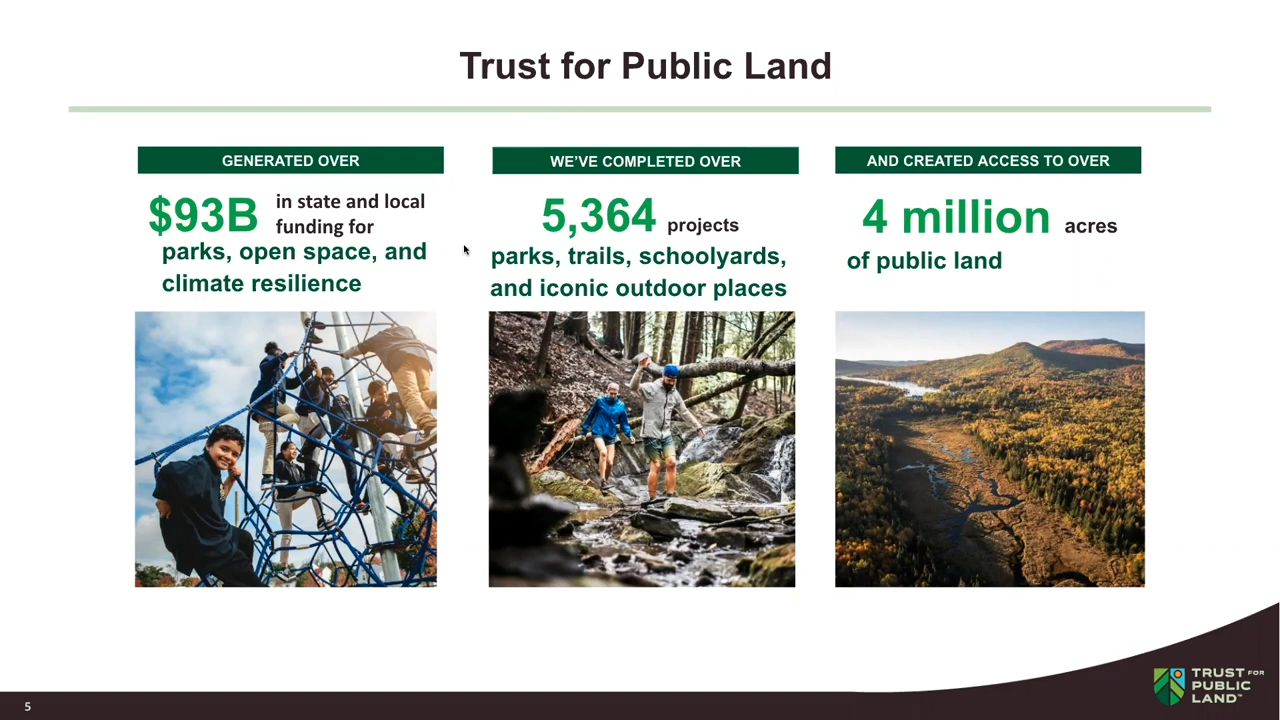 Trust for Public Land
GENERATED OVER
$93B in state and local
funding for
parks, open space, and
climate resilience
WE'VE COMPLETED OVER
5,364 projects
parks, trails, schoolyards,
and iconic outdoor places
AND CREATED ACCESS TO OVER
4 million acres
of public land
5
TRUST FOR
PUBLIC
LAND™